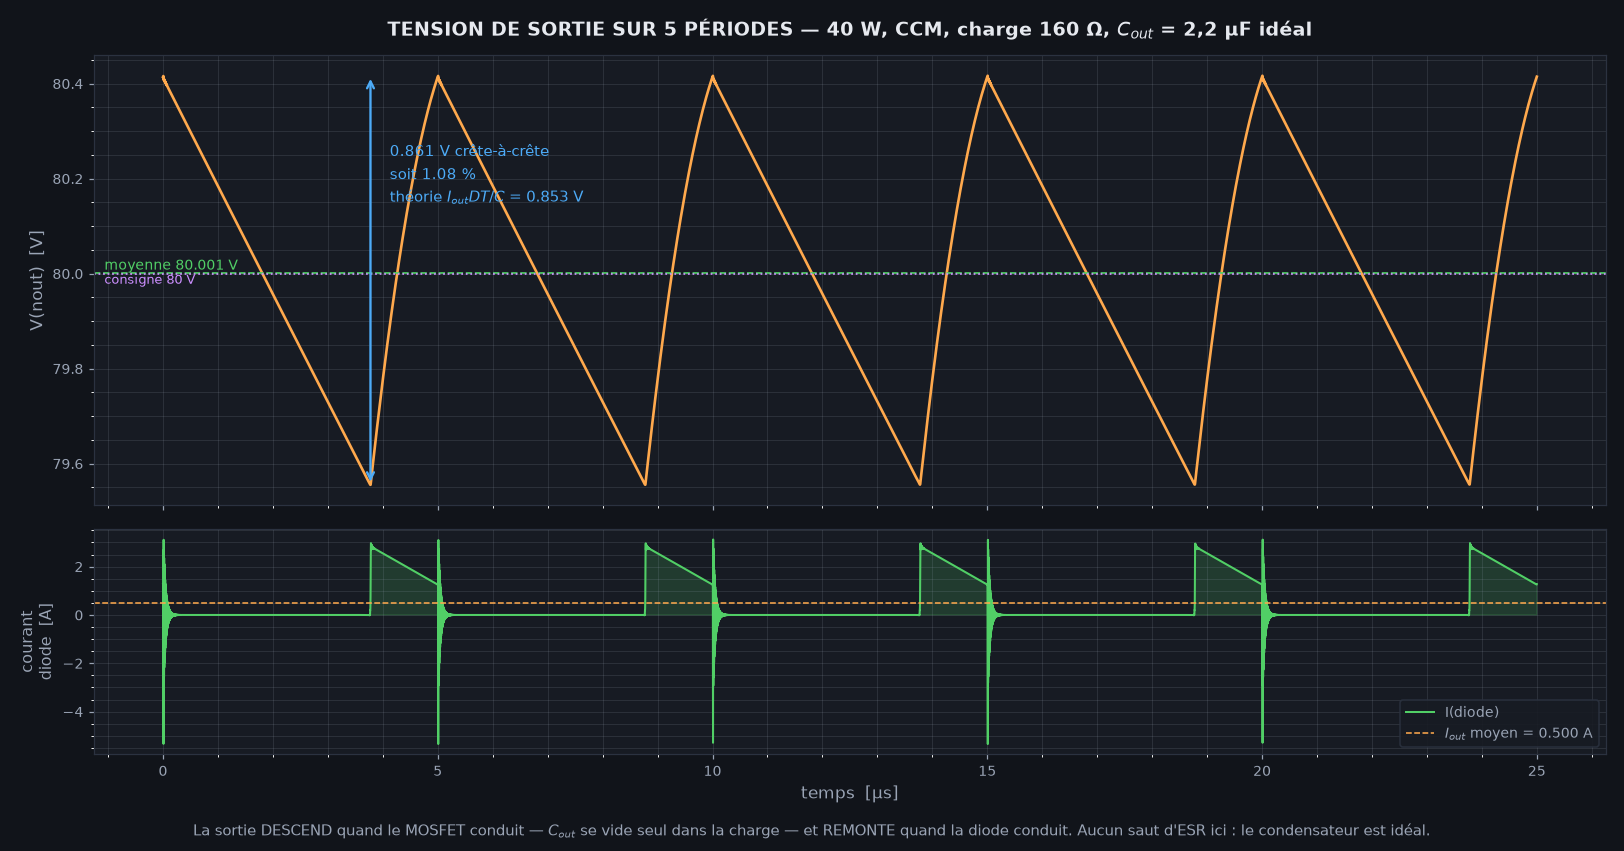 TENSION DE SORTIE SUR 5 PÉRIODES — 40 W, CCM, charge 160 Ω, Cout = 2,2 µF idéal
V(nout) [V]
80.4
80.2
80.0
79.8
79.6
0.861 V crête-à-crête
soit 1.08 %
théorie IoutDT/C = 0.853 V
moyenne 80.001 V
consigne 80 V
courant
diode [A]
2
0
−2
−4
I(diode)
Iout moyen = 0.500 A
0 5 10 15 20 25
temps [µs]
La sortie DESCEND quand le MOSFET conduit — Cout se vide seul dans la charge — et REMONTE quand la diode conduit. Aucun saut d'ESR ici : le condensateur est idéal.